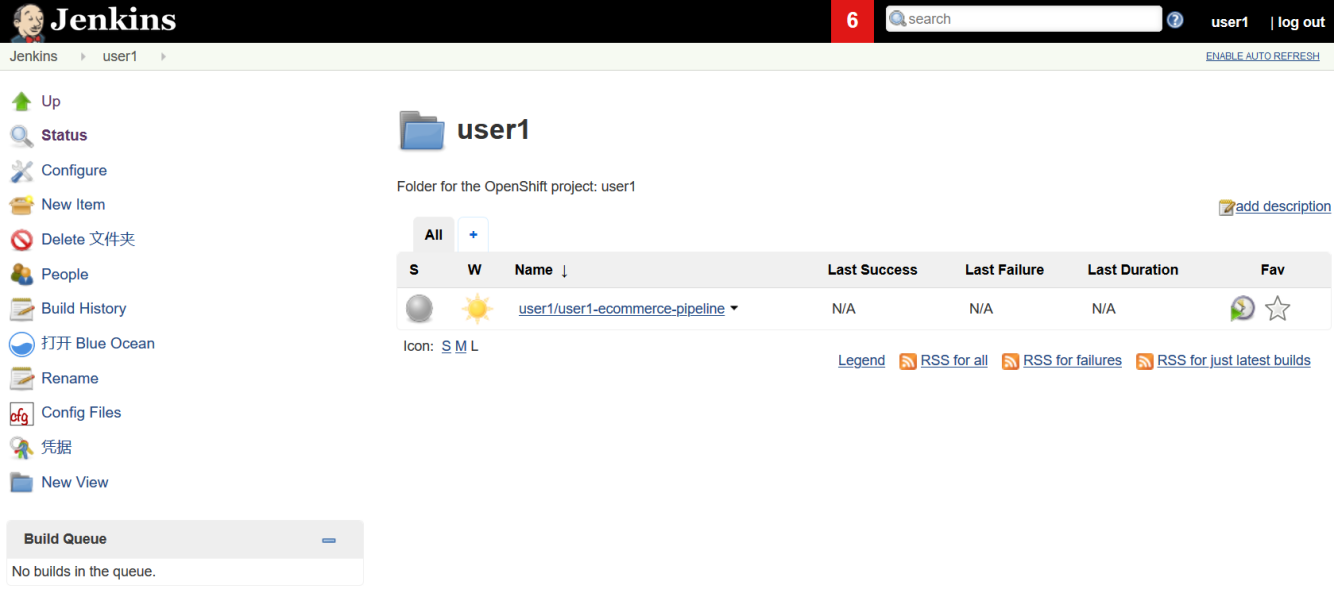 Jenkins
6
search
user1
| log out
Jenkins
user1
ENABLE AUTO REFRESH
Up
Status
Configure
New Item
Delete 文件夹
People
Build History
打开 Blue Ocean
Rename
Config Files
cfg
凭据
New View
Build Queue
No builds in the queue.
user1
Folder for the OpenShift project: user1
add description
All +
S W Name ↓ Last Success Last Failure Last Duration Fav
user1/user1-ecommerce-pipeline N/A N/A N/A
Icon: S M L
Legend RSS for all RSS for failures RSS for just latest builds